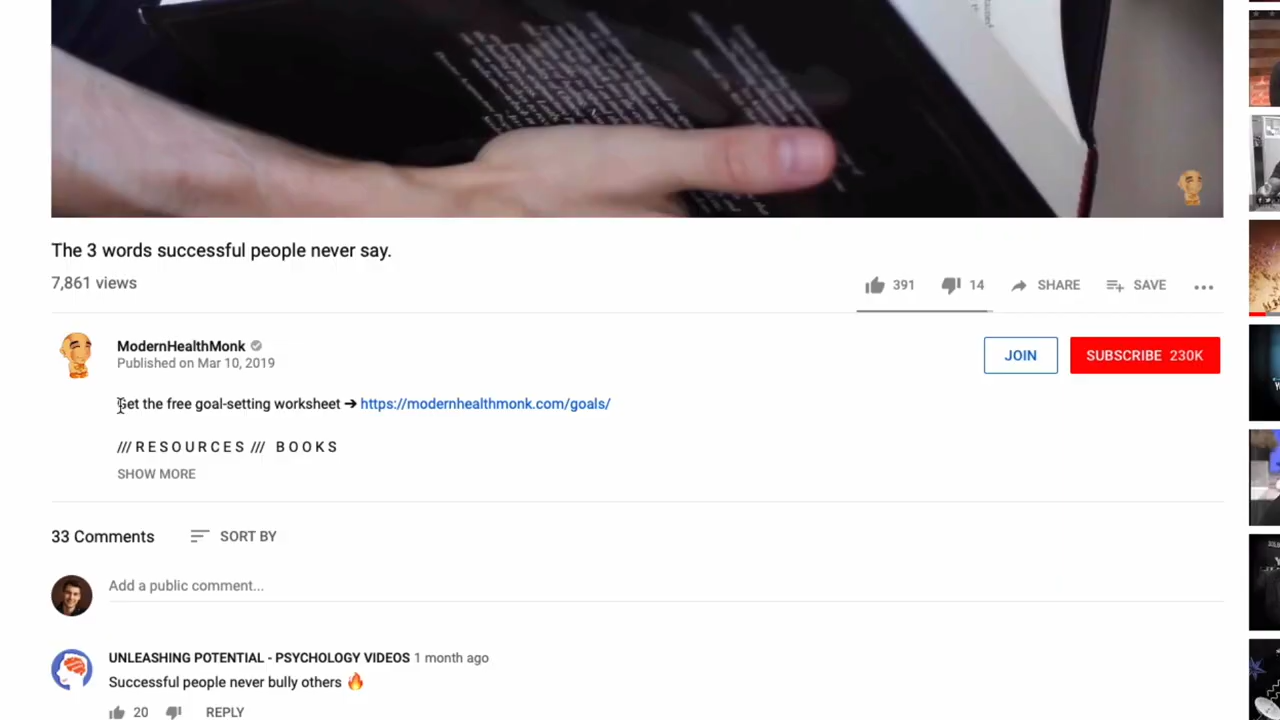 The 3 words successful people never say.
7,861 views
391
14
SHARE
SAVE
ModernHealthMonk
Published on Mar 10, 2019
JOIN
SUBSCRIBE 230K
Get the free goal-setting worksheet ➔ https://modernhealthmonk.com/goals/
/// R E S O U R C E S /// B O O K S
SHOW MORE
33 Comments
SORT BY
Add a public comment...
UNLEASHING POTENTIAL - PSYCHOLOGY VIDEOS 1 month ago
Successful people never bully others 🔥
20
REPLY